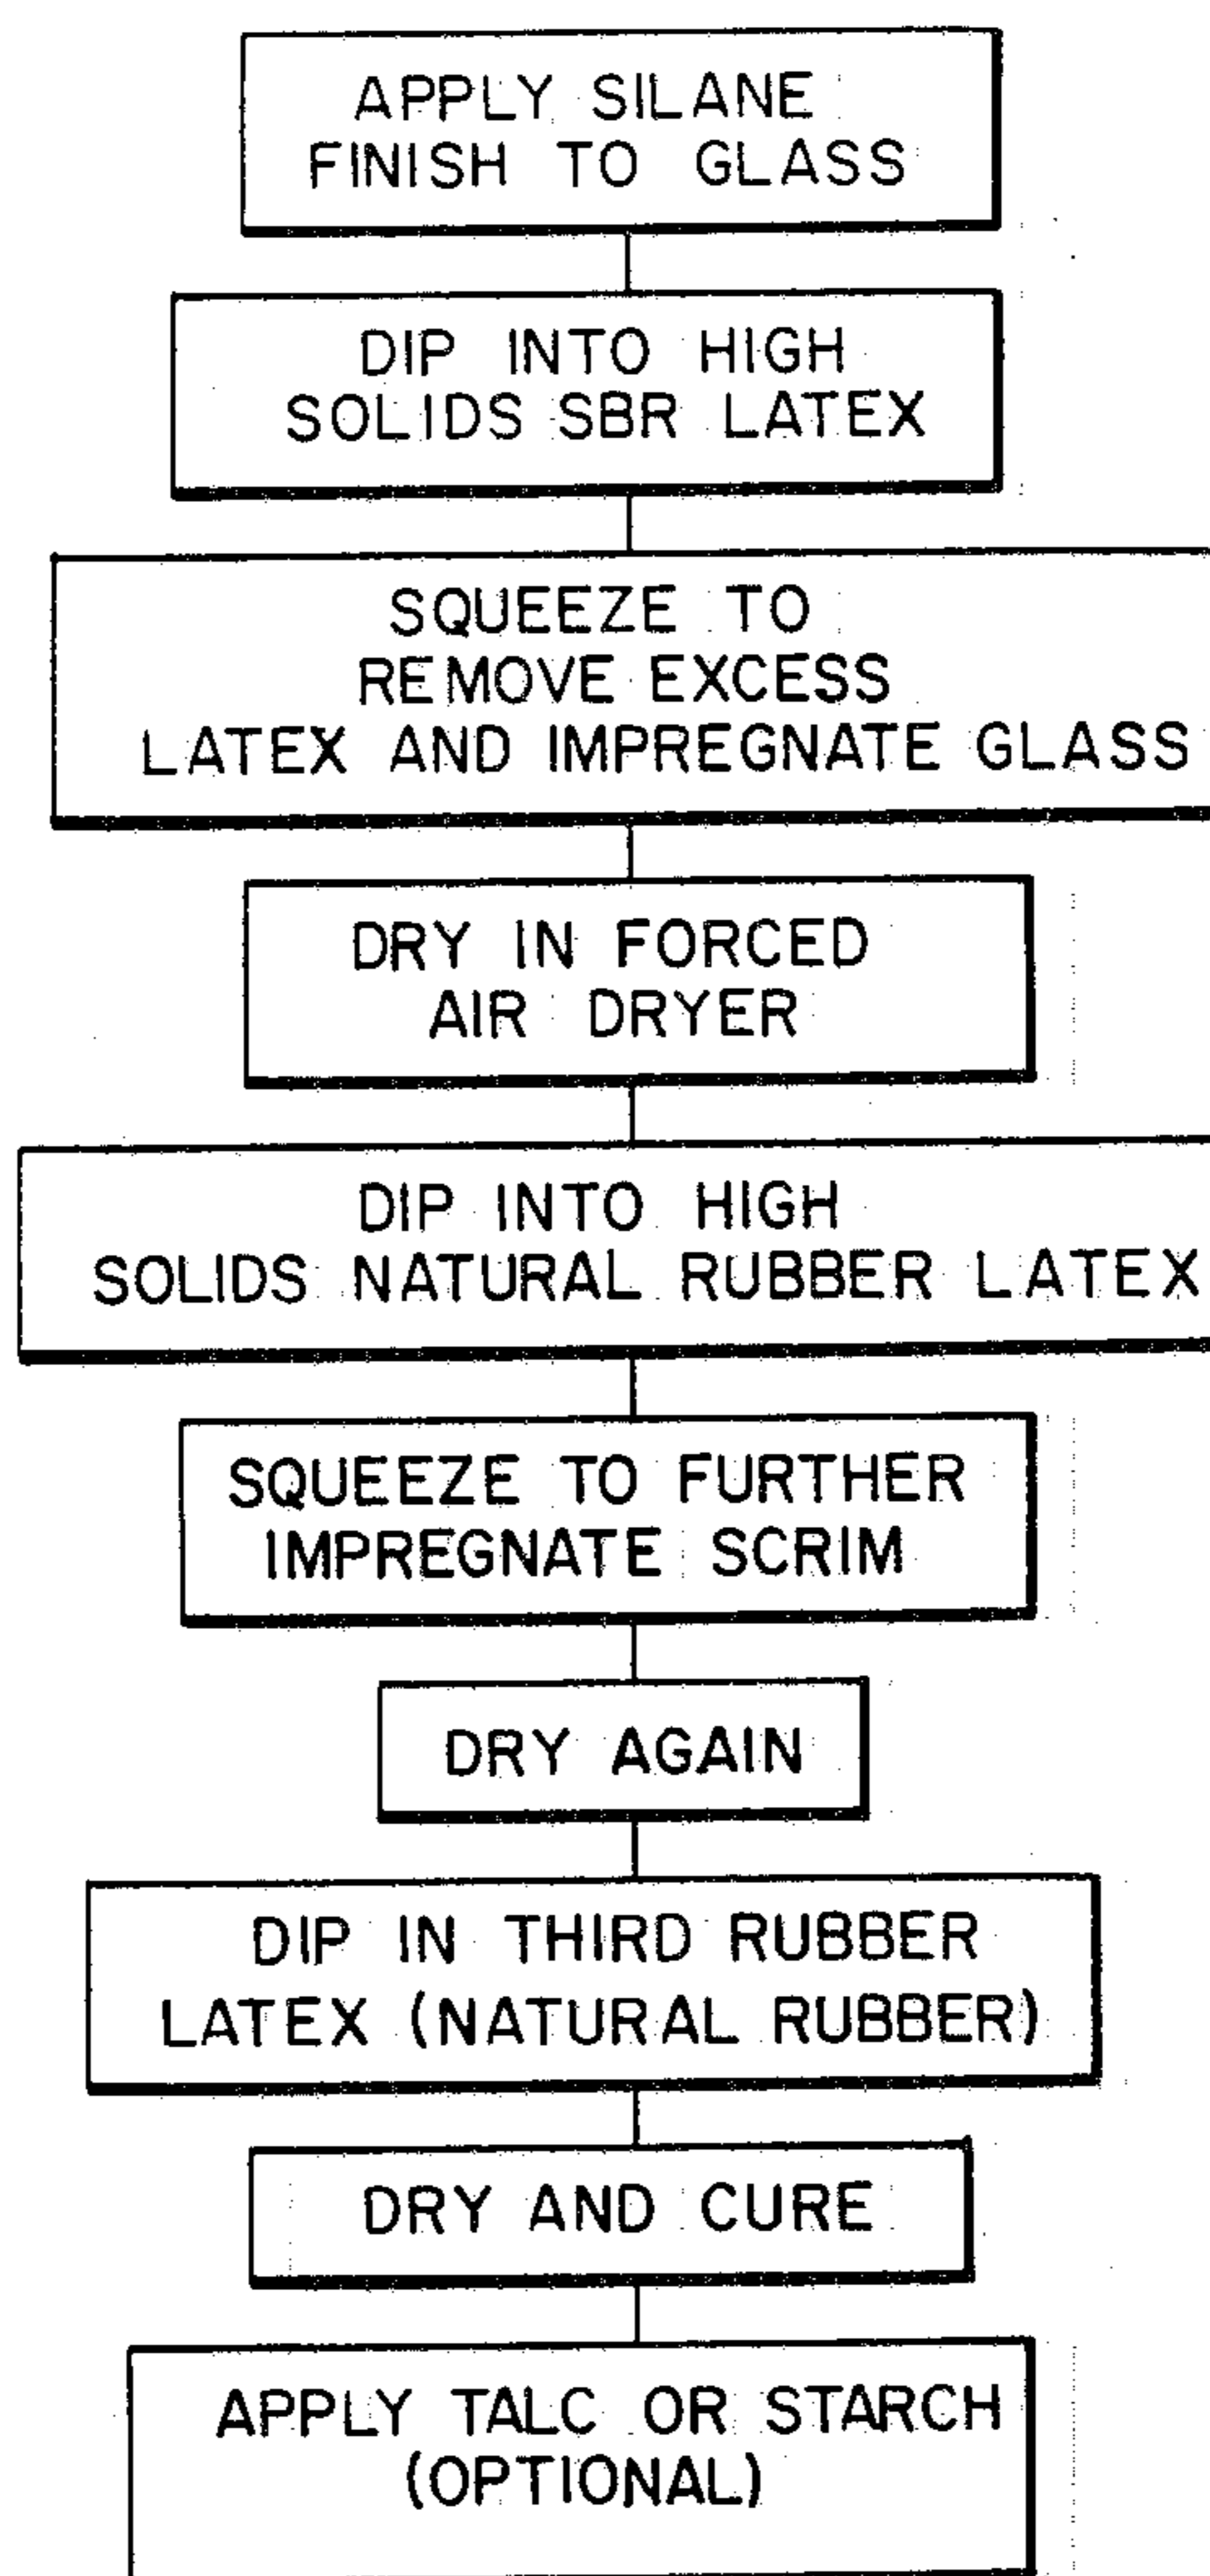 APPLY SILANE
FINISH TO GLASS
DIP INTO HIGH
SOLIDS SBR LATEX
SQUEEZE TO
REMOVE EXCESS
LATEX AND IMPREGNATE GLASS
DRY IN FORCED
AIR DRYER
DIP INTO HIGH
SOLIDS NATURAL RUBBER LATEX
SQUEEZE TO FURTHER
IMPREGNATE SCRIM
DRY AGAIN
DIP IN THIRD RUBBER
LATEX (NATURAL RUBBER)
DRY AND CURE
APPLY TALC OR STARCH
(OPTIONAL)